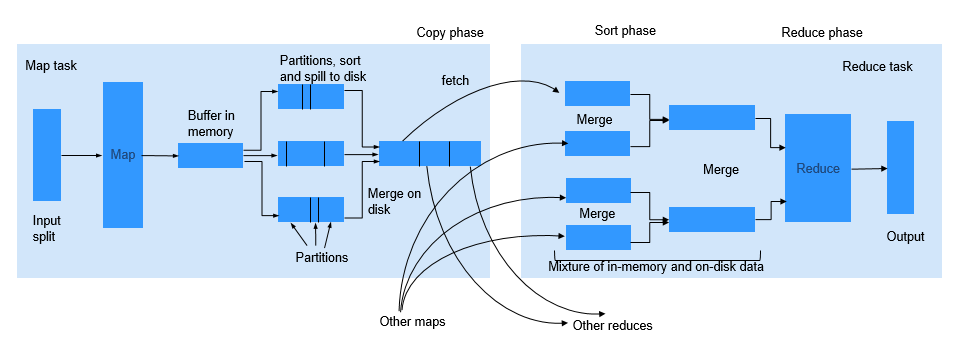 Copy phase
Sort phase
Reduce phase
Map task
Partitions, sort
and spill to disk
fetch
Reduce task
Buffer in
memory
Merge
Map
Merge
Reduce
Merge on
disk
Input
split
Merge
Output
Partitions
Mixture of in-memory and on-disk data
Other maps
Other reduces